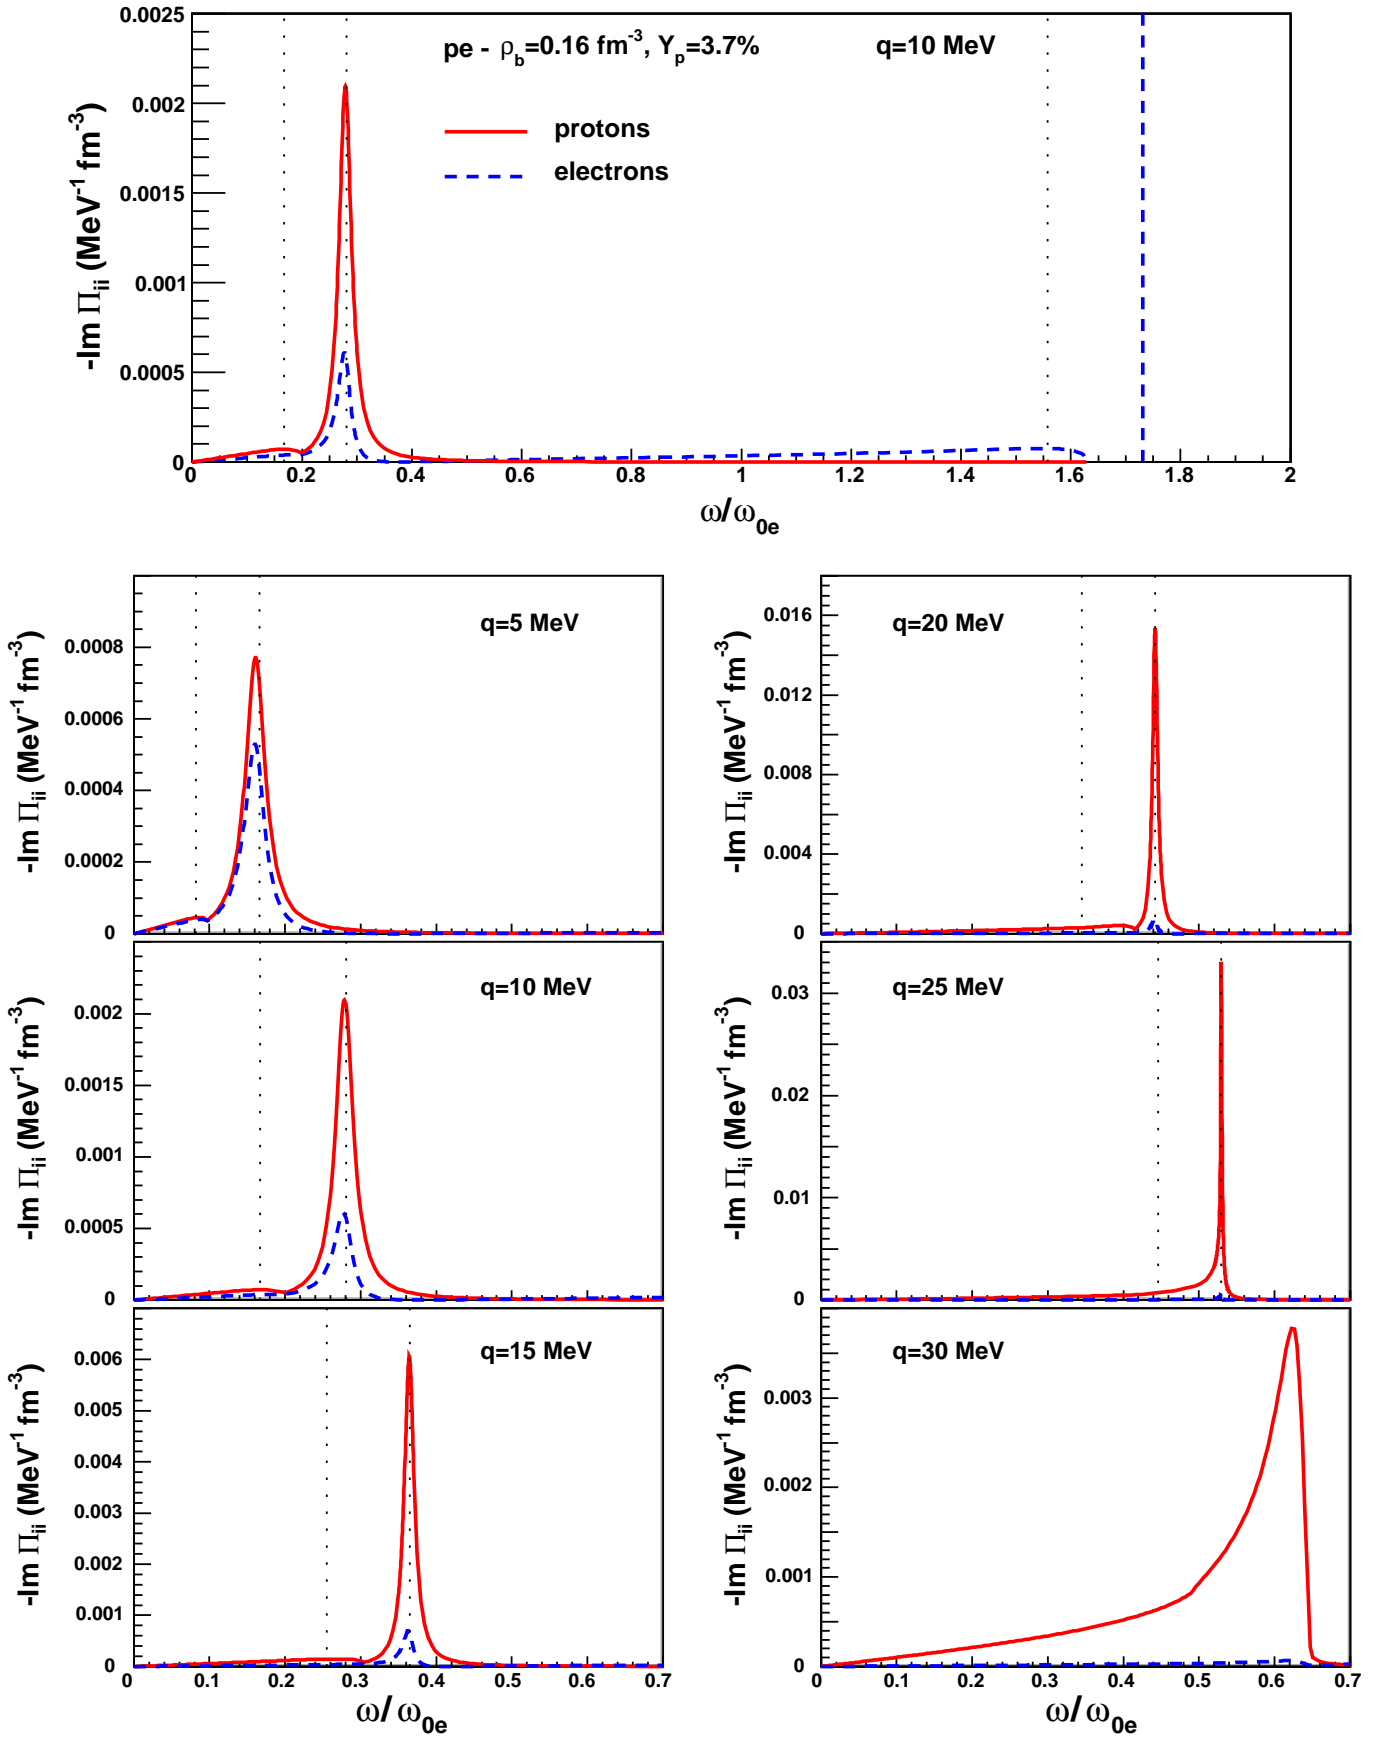 pe - ρb=0.16 fm-3, Yp=3.7% q=10 MeV
protons
electrons
-Im Πii (MeV-1 fm-3)
0.0025
0.002
0.0015
0.001
0.0005
0
0 0.2 0.4 0.6 0.8 1 1.2 1.4 1.6 1.8 2
ω/ω0e
q=5 MeV
-Im Πii (MeV-1 fm-3)
0.0008
0.0006
0.0004
0.0002
0
q=10 MeV
-Im Πii (MeV-1 fm-3)
0.002
0.0015
0.001
0.0005
0
q=15 MeV
-Im Πii (MeV-1 fm-3)
0.006
0.005
0.004
0.003
0.002
0.001
0
0 0.1 0.2 0.3 0.4 0.5 0.6 0.7
ω/ω0e
q=20 MeV
-Im Πii (MeV-1 fm-3)
0.016
0.012
0.008
0.004
0
q=25 MeV
-Im Πii (MeV-1 fm-3)
0.03
0.02
0.01
0
q=30 MeV
-Im Πii (MeV-1 fm-3)
0.003
0.002
0.001
0
0 0.1 0.2 0.3 0.4 0.5 0.6 0.7
ω/ω0e